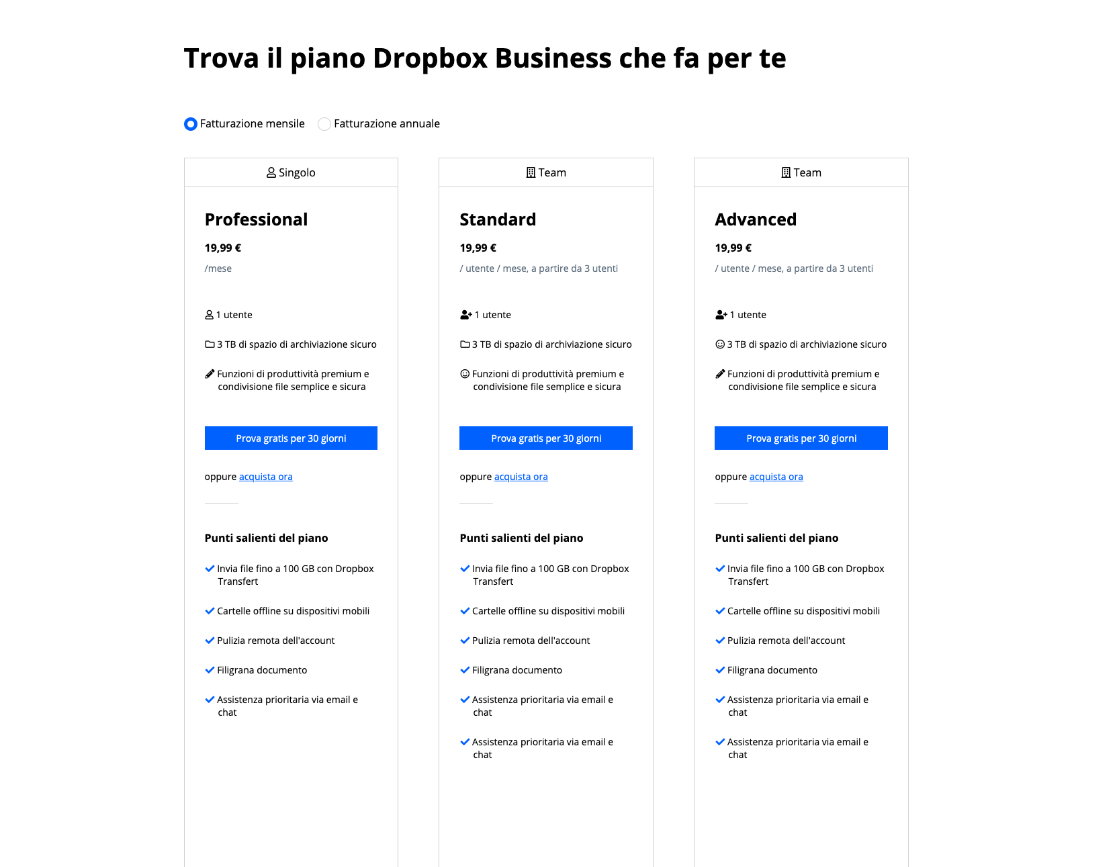 Trova il piano Dropbox Business che fa per te
Fatturazione mensile
Fatturazione annuale
Singolo
Professional
19,99 €
/mese
1 utente
3 TB di spazio di archiviazione sicuro
Funzioni di produttività premium e
condivisione file semplice e sicura
Prova gratis per 30 giorni
oppure acquista ora
Punti salienti del piano
Invia file fino a 100 GB con Dropbox
Transfert
Cartelle offline su dispositivi mobili
Pulizia remota dell'account
Filigrana documento
Assistenza prioritaria via email e
chat
Team
Standard
19,99 €
/ utente / mese, a partire da 3 utenti
1 utente
3 TB di spazio di archiviazione sicuro
Funzioni di produttività premium e
condivisione file semplice e sicura
Prova gratis per 30 giorni
oppure acquista ora
Punti salienti del piano
Invia file fino a 100 GB con Dropbox
Transfert
Cartelle offline su dispositivi mobili
Pulizia remota dell'account
Filigrana documento
Assistenza prioritaria via email e
chat
Assistenza prioritaria via email e
chat
Team
Advanced
19,99 €
/ utente / mese, a partire da 3 utenti
1 utente
3 TB di spazio di archiviazione sicuro
Funzioni di produttività premium e
condivisione file semplice e sicura
Prova gratis per 30 giorni
oppure acquista ora
Punti salienti del piano
Invia file fino a 100 GB con Dropbox
Transfert
Cartelle offline su dispositivi mobili
Pulizia remota dell'account
Filigrana documento
Assistenza prioritaria via email e
chat
Assistenza prioritaria via email e
chat